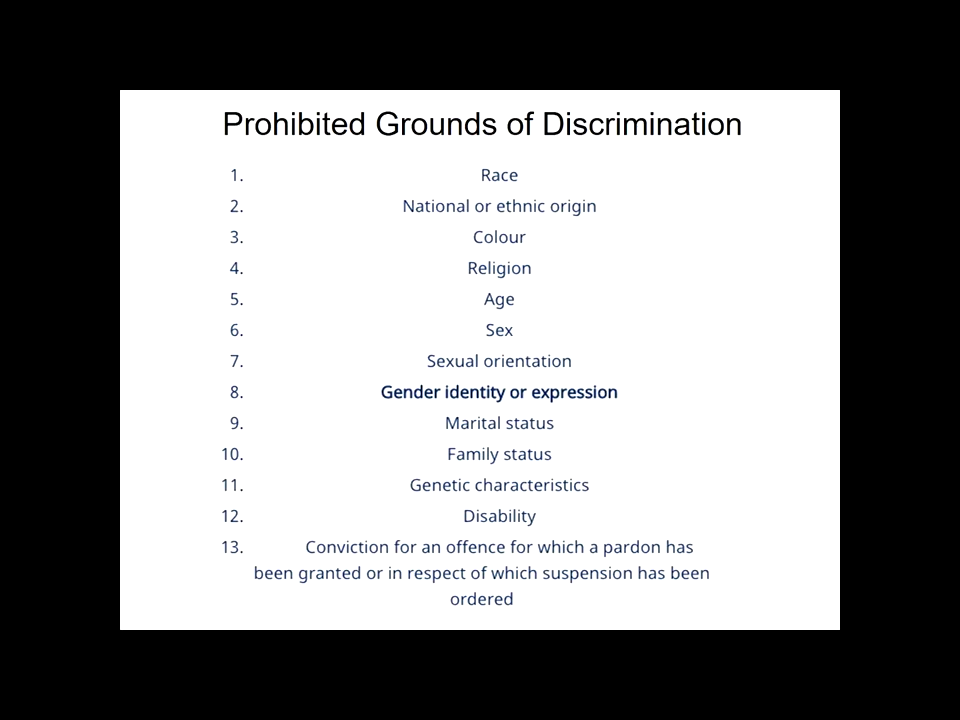 Prohibited Grounds of Discrimination
1. Race
2. National or ethnic origin
3. Colour
4. Religion
5. Age
6. Sex
7. Sexual orientation
8. Gender identity or expression
9. Marital status
10. Family status
11. Genetic characteristics
12. Disability
13. Conviction for an offence for which a pardon has
been granted or in respect of which suspension has been
ordered